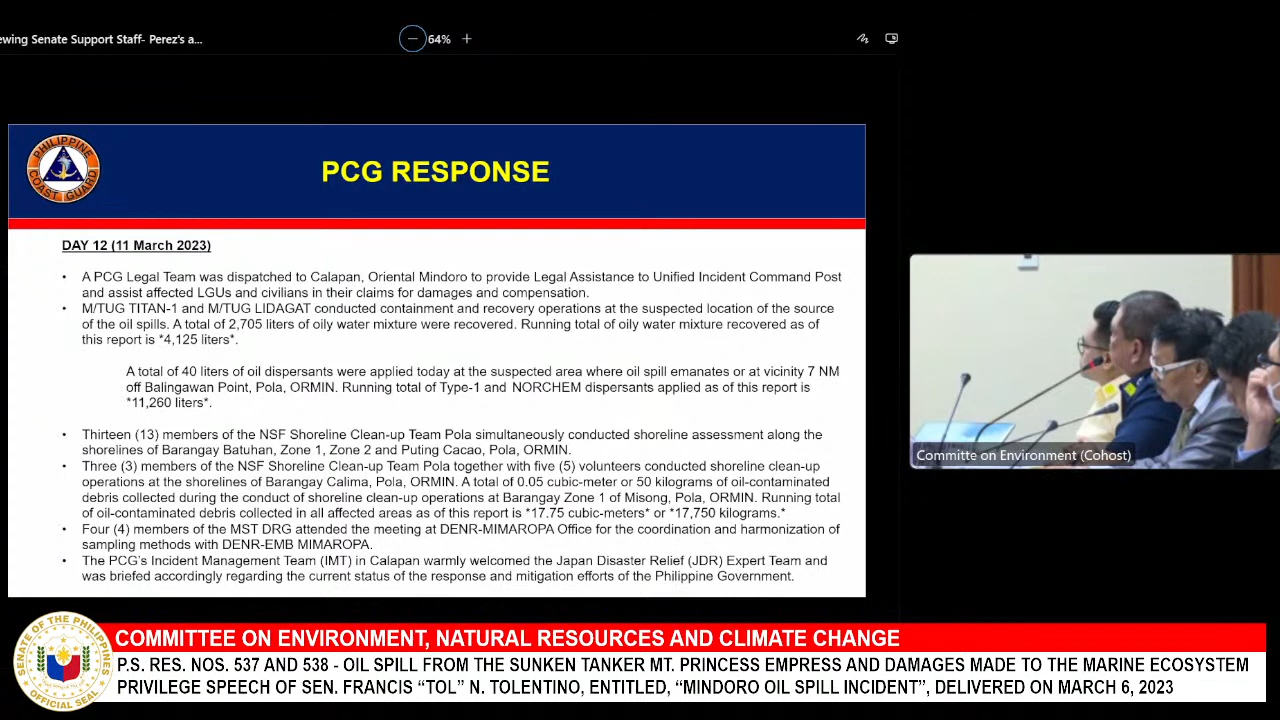 ewing Senate Support Staff- Perez's a...
64%
PHILIPPINE
COAST GUARD
PCG RESPONSE
DAY 12 (11 March 2023)
• A PCG Legal Team was dispatched to Calapan, Oriental Mindoro to provide Legal Assistance to Unified Incident Command Post
and assist affected LGUs and civilians in their claims for damages and compensation.
• M/TUG TITAN-1 and M/TUG LIDAGAT conducted containment and recovery operations at the suspected location of the source
of the oil spills. A total of 2,705 liters of oily water mixture were recovered. Running total of oily water mixture recovered as of
this report is *4,125 liters*.
A total of 40 liters of oil dispersants were applied today at the suspected area where oil spill emanates or at vicinity 7 NM
off Balingawan Point, Pola, ORMIN. Running total of Type-1 and NORCHEM dispersants applied as of this report is
*11,260 liters*.
• Thirteen (13) members of the NSF Shoreline Clean-up Team Pola simultaneously conducted shoreline assessment along the
shorelines of Barangay Batuhan, Zone 1, Zone 2 and Puting Cacao, Pola, ORMIN.
• Three (3) members of the NSF Shoreline Clean-up Team Pola together with five (5) volunteers conducted shoreline clean-up
operations at the shorelines of Barangay Calima, Pola, ORMIN. A total of 0.05 cubic-meter or 50 kilograms of oil-contaminated
debris collected during the conduct of shoreline clean-up operations at Barangay Zone 1 of Misong, Pola, ORMIN. Running total
of oil-contaminated debris collected in all affected areas as of this report is *17.75 cubic-meters* or *17,750 kilograms.*
• Four (4) members of the MST DRG attended the meeting at DENR-MIMAROPA Office for the coordination and harmonization of
sampling methods with DENR-EMB MIMAROPA.
• The PCG's Incident Management Team (IMT) in Calapan warmly welcomed the Japan Disaster Relief (JDR) Expert Team and
was briefed accordingly regarding the current status of the response and mitigation efforts of the Philippine Government.
Committe on Environment (Cohost)
SENATE OF THE PHILIPPINES
OFFICIAL SEAL
COMMITTEE ON ENVIRONMENT, NATURAL RESOURCES AND CLIMATE CHANGE
P.S. RES. NOS. 537 AND 538 - OIL SPILL FROM THE SUNKEN TANKER MT. PRINCESS EMPRESS AND DAMAGES MADE TO THE MARINE ECOSYSTEM
PRIVILEGE SPEECH OF SEN. FRANCIS “TOL” N. TOLENTINO, ENTITLED, “MINDORO OIL SPILL INCIDENT”, DELIVERED ON MARCH 6, 2023